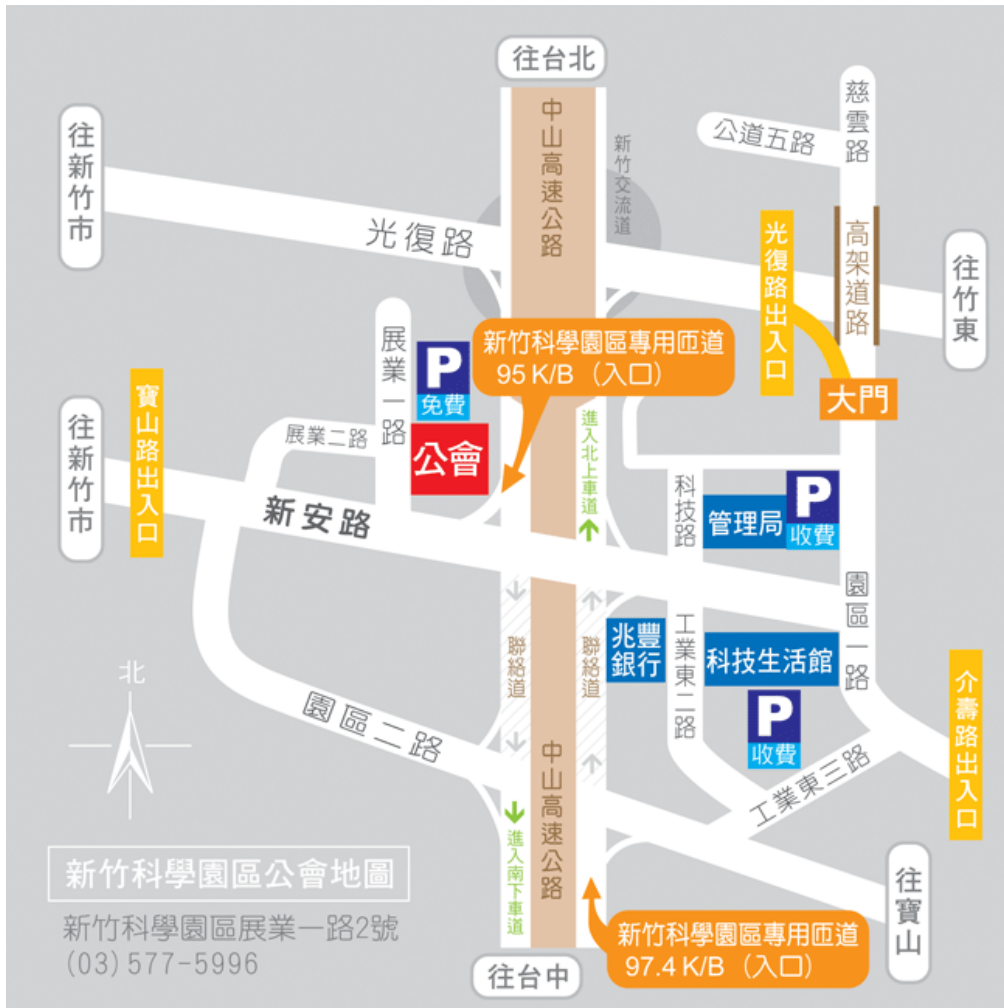 往台北
中山高速公路
新竹交流道
公道五路
慈雲路
往新竹市
光復路
光復路出入口
高架道路
往竹東
展業一路
P
免費
新竹科學園區專用匝道
95 K/B （入口）
大門
寶山路出入口
往新竹市
展業二路
公會
進入北上車道
新安路
科技路
管理局
P
收費
聯絡道
聯絡道
兆豐
銀行
工業東二路
科技生活館
園區一路
P
收費
介壽路出入口
北
園區二路
中山高速公路
工業東三路
進入南下車道
往寶山
新竹科學園區公會地圖
新竹科學園區展業一路2號
(03) 577-5996
新竹科學園區專用匝道
97.4 K/B （入口）
往台中